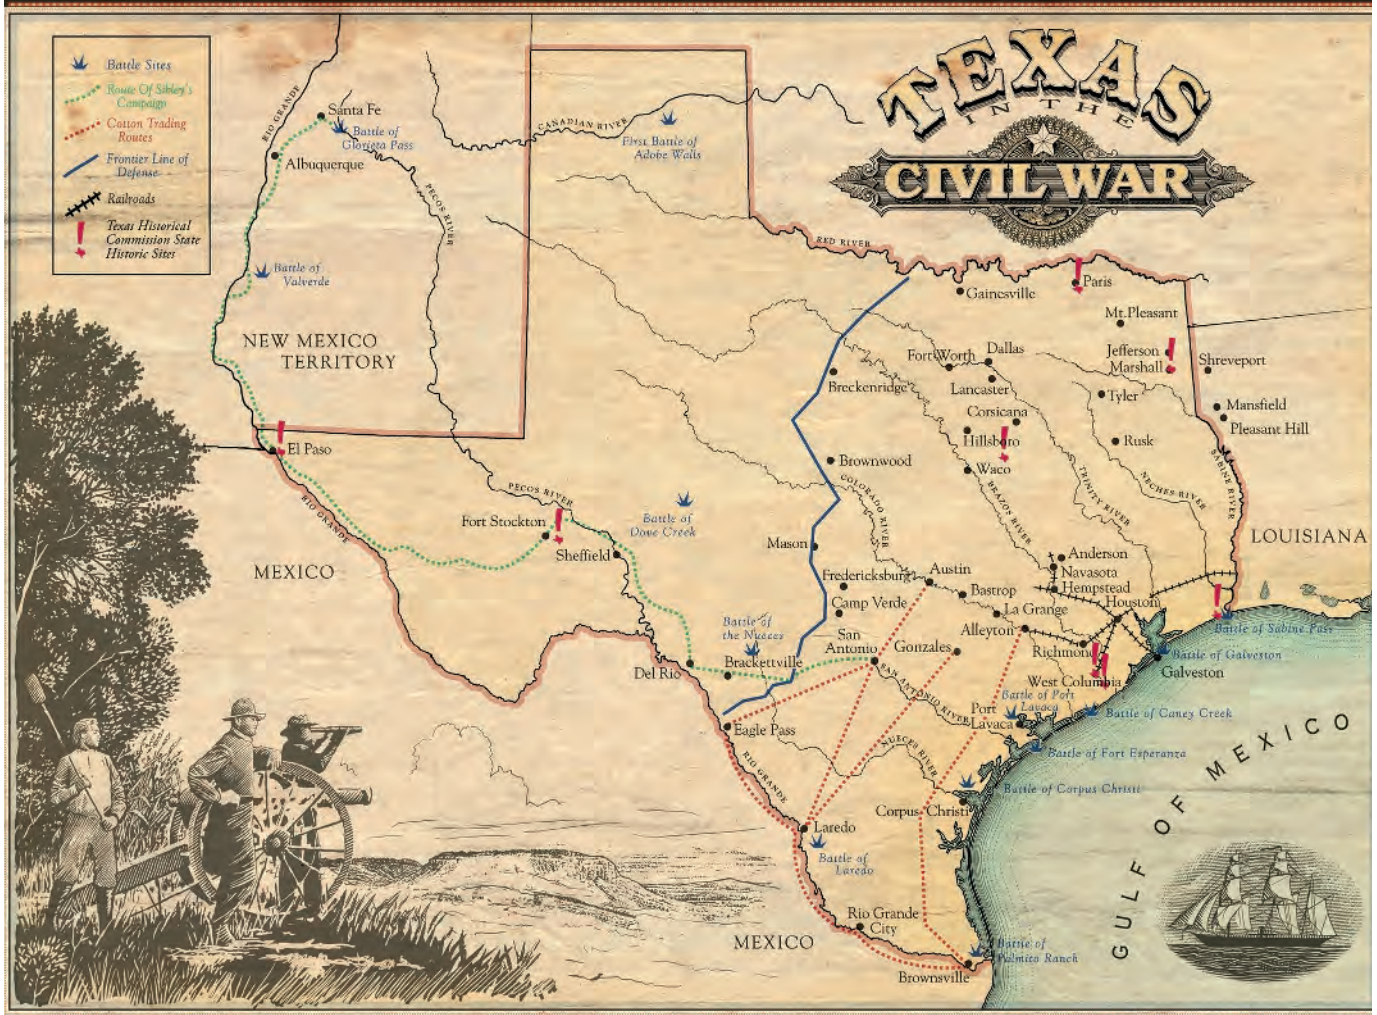 TEXAS
IN THE
CIVIL WAR
Battle Sites
Route Of Sibley's
Campaign
Cotton Trading
Routes
Frontier Line of
Defense
Railroads
Texas Historical
Commission State
Historic Sites
RIO GRANDE
Santa Fe
Battle of
Glorieta Pass
Albuquerque
PECOS RIVER
CANADIAN RIVER
First Battle of
Adobe Walls
Battle of
Valverde
NEW MEXICO
TERRITORY
RED RIVER
Gainesville
Paris
Mt.Pleasant
Jefferson
Marshall
Shreveport
Fort Worth
Dallas
Breckenridge
Lancaster
Tyler
Mansfield
Pleasant Hill
Corsicana
Hillsboro
Rusk
Waco
Brownwood
El Paso
RIO GRANDE
MEXICO
PECOS RIVER
Fort Stockton
Sheffield
Battle of
Dove Creek
COLORADO RIVER
BRAZOS RIVER
TRINITY RIVER
NECHES RIVER
SABINE RIVER
LOUISIANA
Mason
Anderson
Navasota
Hempstead
Houston
Fredericksburg
Austin
Camp Verde
Bastrop
La Grange
Alleyton
Battle of Sabine Pass
Battle of
the Nueces
San
Antonio
Gonzales
Richmond
Battle of Galveston
Galveston
Del Rio
Brackettville
West Columbia
SAN ANTONIO RIVER
Battle of Port
Lavaca
Port
Lavaca
Battle of Caney Creek
Eagle Pass
NUECES RIVER
Battle of Fort Esperanza
RIO GRANDE
Battle of Corpus Christi
Corpus Christi
Laredo
Battle of
Laredo
GULF OF MEXICO
Rio Grande
City
MEXICO
Battle of
Palmito Ranch
Brownsville